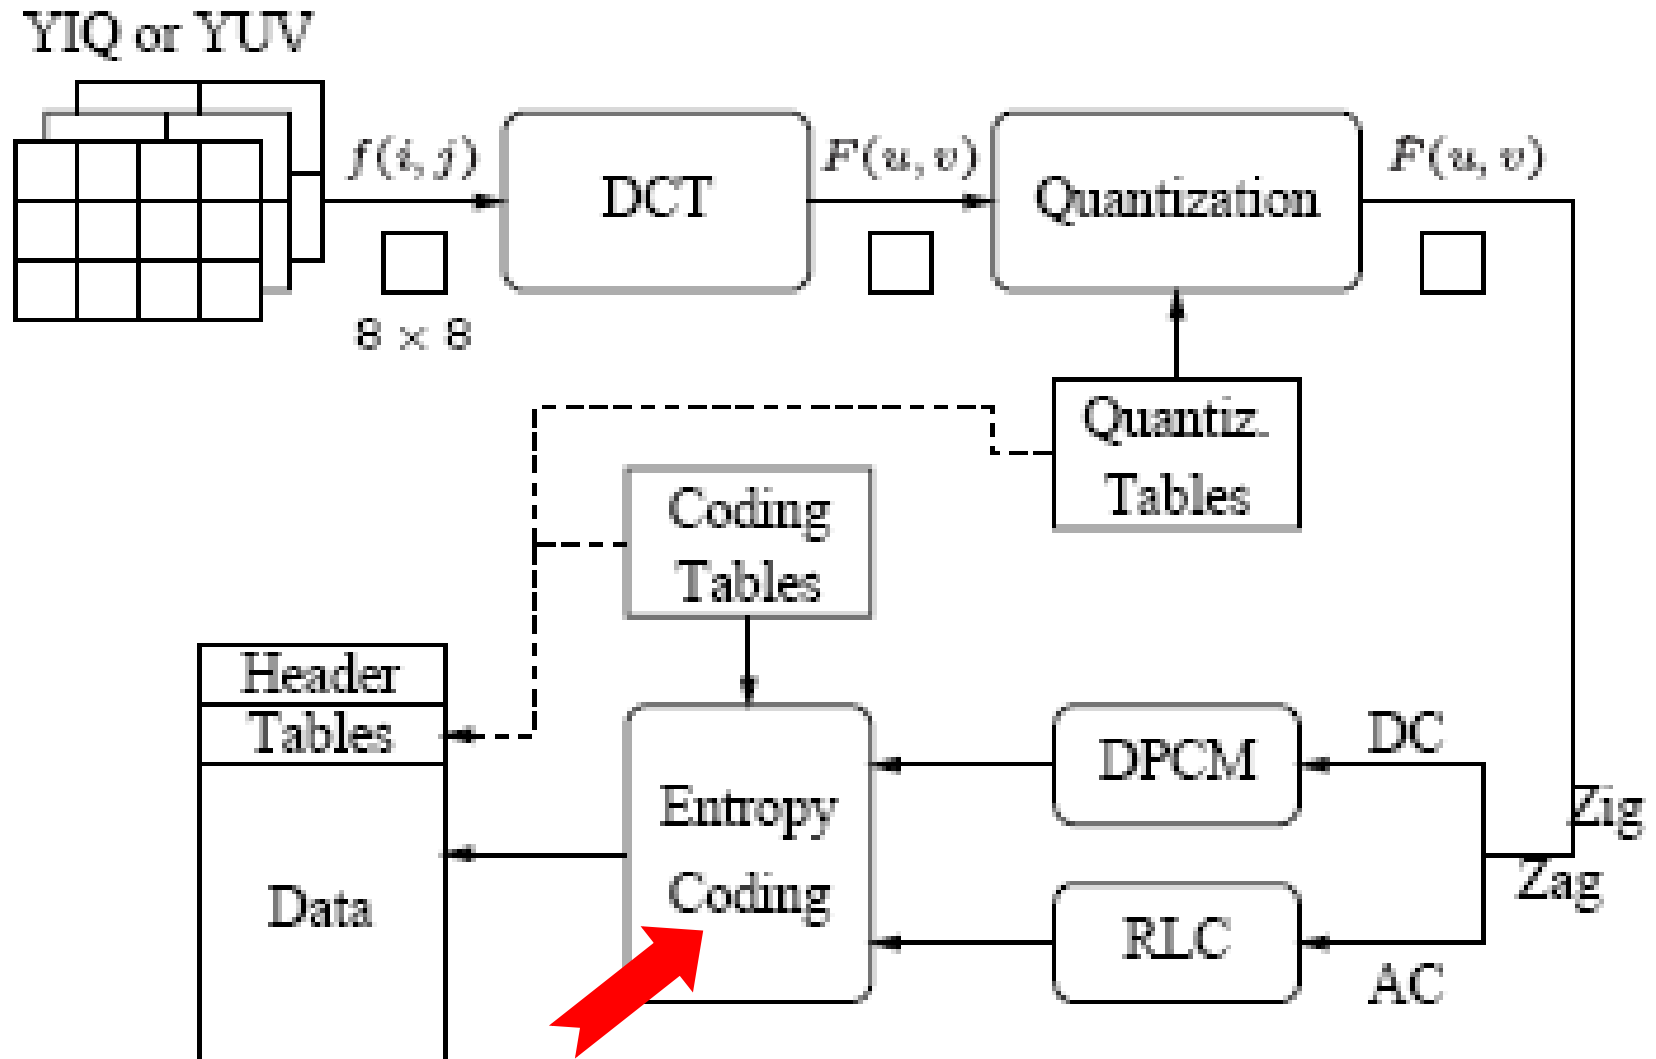 YIQ or YUV
f(i, j)
DCT
F(u, v)
Quantization
F̂(u, v)
8 × 8
Quantiz.
Tables
Coding
Tables
Header
Tables
Data
Entropy
Coding
DPCM
DC
Zig
Zag
RLC
AC